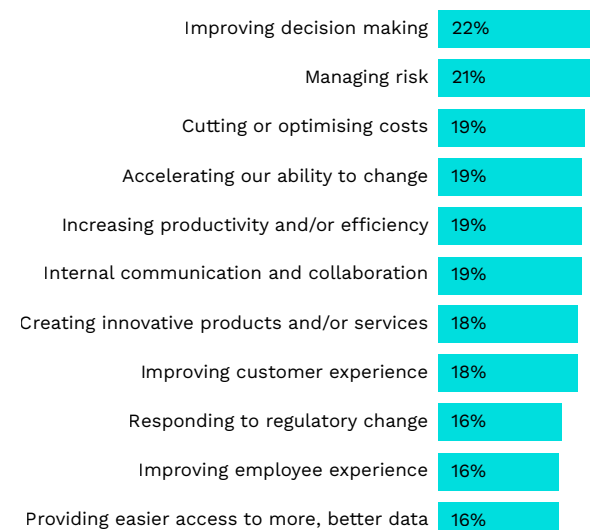 Improving decision making 22%
Managing risk 21%
Cutting or optimising costs 19%
Accelerating our ability to change 19%
Increasing productivity and/or efficiency 19%
Internal communication and collaboration 19%
Creating innovative products and/or services 18%
Improving customer experience 18%
Responding to regulatory change 16%
Improving employee experience 16%
Providing easier access to more, better data 16%